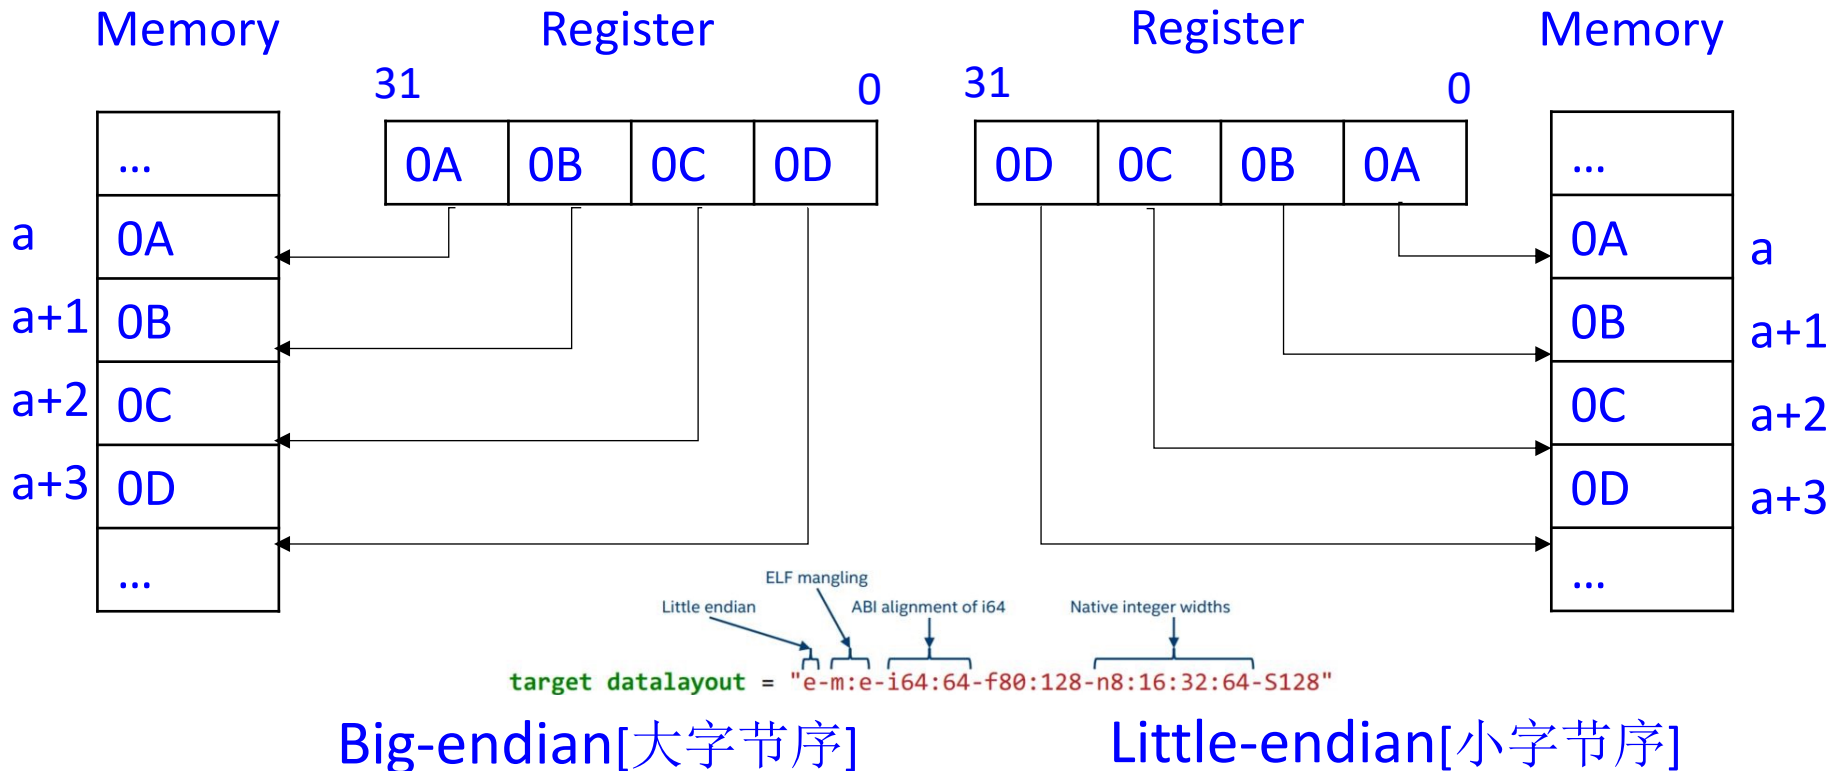 Memory
Register
Register
Memory
31
0
31
0
...
0A
0B
0C
0D
0D
0C
0B
0A
...
a
0A
0A
a
a+1
0B
0B
a+1
a+2
0C
0C
a+2
a+3
0D
0D
a+3
...
...
ELF mangling
Little endian
ABI alignment of i64
Native integer widths
target datalayout = "e-m:e-i64:64-f80:128-n8:16:32:64-S128"
Big-endian[大字节序]
Little-endian[小字节序]